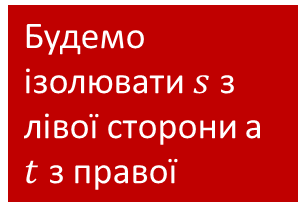 Будемо
ізолювати s з
лівої сторони а
t з правої